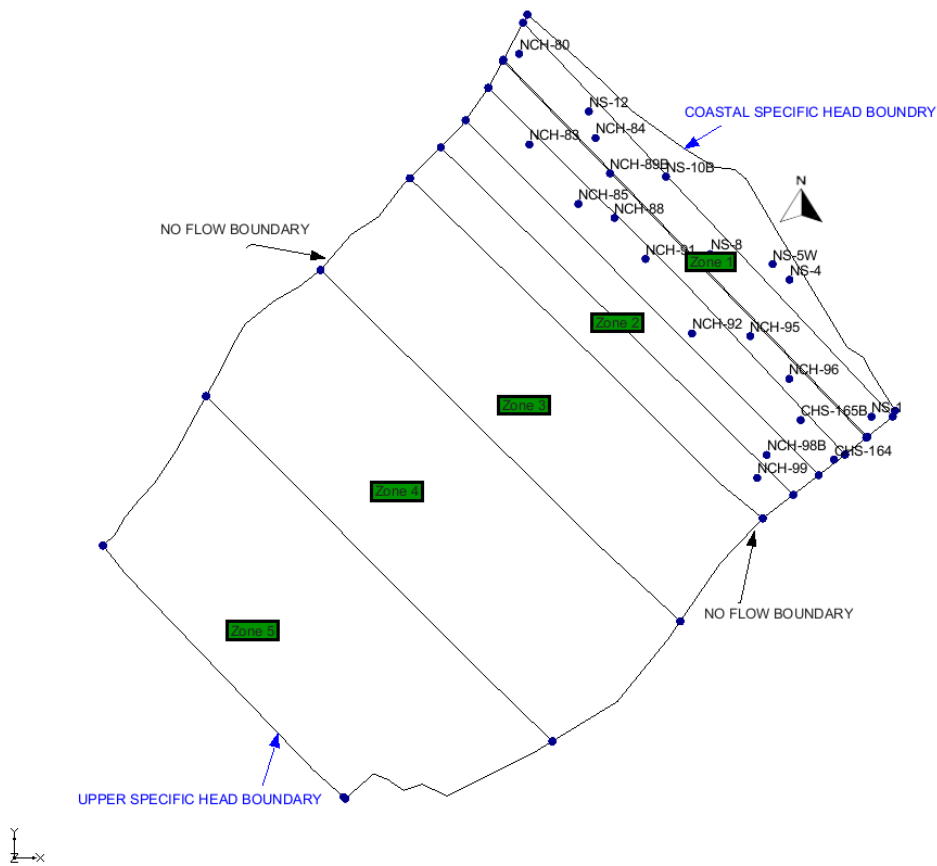 NCH-80
NS-12
COASTAL SPECIFIC HEAD BOUNDRY
NCH-84
NCH-83
NCH-89B
NS-10B
N
NCH-85
NCH-88
NO FLOW BOUNDARY
NCH-91
NS-8
Zone 1
NS-5W
NS-4
Zone 2
NCH-92
NCH-95
NCH-96
Zone 3
CHS-165B
NS-1
NCH-98B
CHS-164
NCH-99
Zone 4
NO FLOW BOUNDARY
Zone 5
UPPER SPECIFIC HEAD BOUNDARY
Y
Z
X